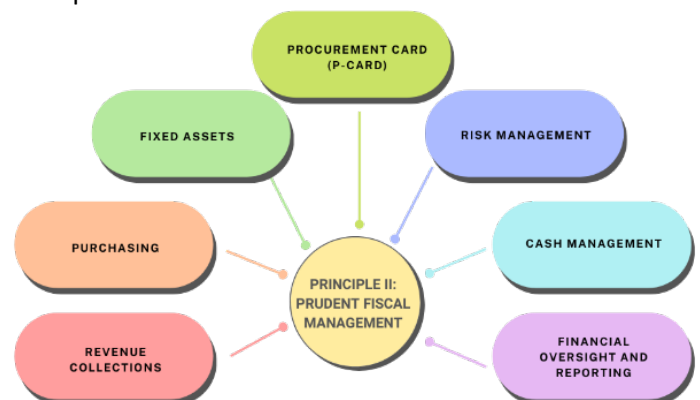 PROCUREMENT CARD
(P-CARD)
FIXED ASSETS
RISK MANAGEMENT
PURCHASING
CASH MANAGEMENT
PRINCIPLE II:
PRUDENT FISCAL
MANAGEMENT
REVENUE
COLLECTIONS
FINANCIAL
OVERSIGHT AND
REPORTING